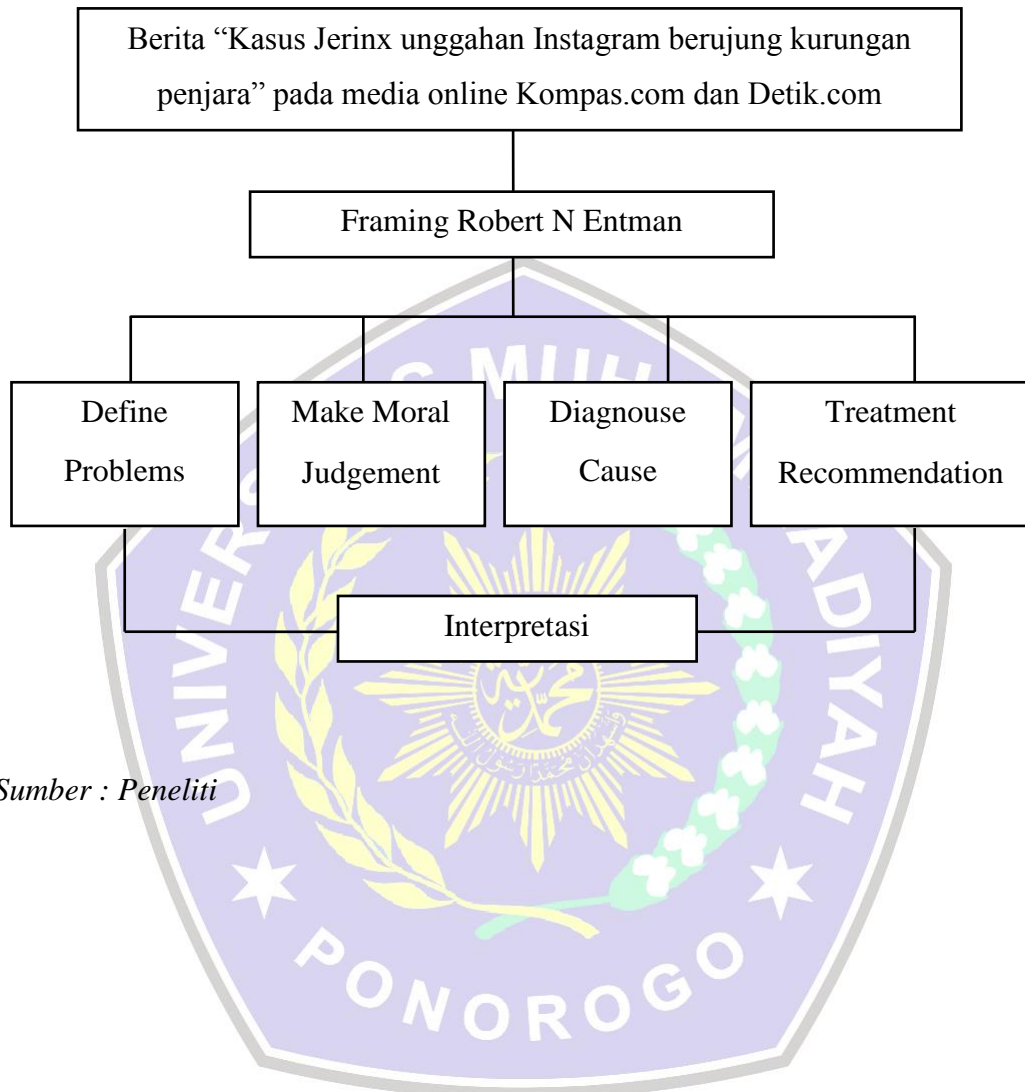 Berita “Kasus Jerinx unggahan Instagram berujung kurungan
penjara” pada media online Kompas.com dan Detik.com
Framing Robert N Entman
Define
Problems
Make Moral
Judgement
Diagnouse
Cause
Treatment
Recommendation
Interpretasi
Sumber : Peneliti
PONOROGO